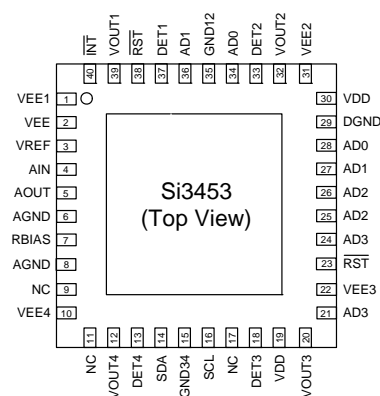 INT
VOUT1
RST
DET1
AD1
GND12
AD0
DET2
VOUT2
VEE2
40
39
38
37
36
35
34
33
32
31
VEE1 1
VEE 2
VREF 3
AIN 4
AOUT 5
AGND 6
RBIAS 7
AGND 8
NC 9
VEE4 10
Si3453
(Top View)
30 VDD
29 DGND
28 AD0
27 AD1
26 AD2
25 AD2
24 AD3
23 RST
22 VEE3
21 AD3
11
12
13
14
15
16
17
18
19
20
NC
VOUT4
DET4
SDA
GND34
SCL
NC
DET3
VDD
VOUT3